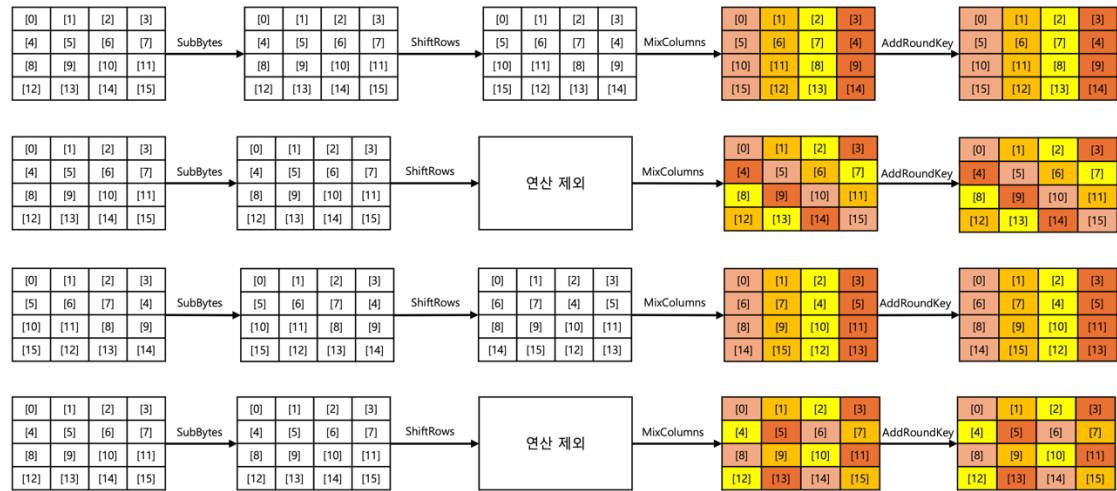 [0] [1] [2] [3] [0] [1] [2] [3] [0] [1] [2] [3] [0] [1] [2] [3] [0] [1] [2] [3]
SubBytes ShiftRows MixColumns AddRoundKey
[4] [5] [6] [7] [4] [5] [6] [7] [5] [6] [7] [4] [5] [6] [7] [4] [5] [6] [7] [4]
[8] [9] [10] [11] [8] [9] [10] [11] [10] [11] [8] [9] [10] [11] [8] [9] [10] [11] [8] [9]
[12] [13] [14] [15] [12] [13] [14] [15] [15] [12] [13] [14] [15] [12] [13] [14] [15] [12] [13] [14]
[0] [1] [2] [3] [0] [1] [2] [3] [0] [1] [2] [3] [0] [1] [2] [3]
SubBytes ShiftRows MixColumns AddRoundKey
[4] [5] [6] [7] [4] [5] [6] [7] [4] [5] [6] [7] [4] [5] [6] [7]
연산 제외
[8] [9] [10] [11] [8] [9] [10] [11] [8] [9] [10] [11] [8] [9] [10] [11]
[12] [13] [14] [15] [12] [13] [14] [15] [12] [13] [14] [15] [12] [13] [14] [15]
[0] [1] [2] [3] [0] [1] [2] [3] [0] [1] [2] [3] [0] [1] [2] [3] [0] [1] [2] [3]
SubBytes ShiftRows MixColumns AddRoundKey
[5] [6] [7] [4] [5] [6] [7] [4] [6] [7] [4] [5] [6] [7] [4] [5] [6] [7] [4] [5]
[10] [11] [8] [9] [10] [11] [8] [9] [8] [9] [10] [11] [8] [9] [10] [11] [8] [9] [10] [11]
[15] [12] [13] [14] [15] [12] [13] [14] [14] [15] [12] [13] [14] [15] [12] [13] [14] [15] [12] [13]
[0] [1] [2] [3] [0] [1] [2] [3] [0] [1] [2] [3] [0] [1] [2] [3]
SubBytes ShiftRows MixColumns AddRoundKey
[4] [5] [6] [7] [4] [5] [6] [7] [4] [5] [6] [7] [4] [5] [6] [7]
연산 제외
[8] [9] [10] [11] [8] [9] [10] [11] [8] [9] [10] [11] [8] [9] [10] [11]
[12] [13] [14] [15] [12] [13] [14] [15] [12] [13] [14] [15] [12] [13] [14] [15]